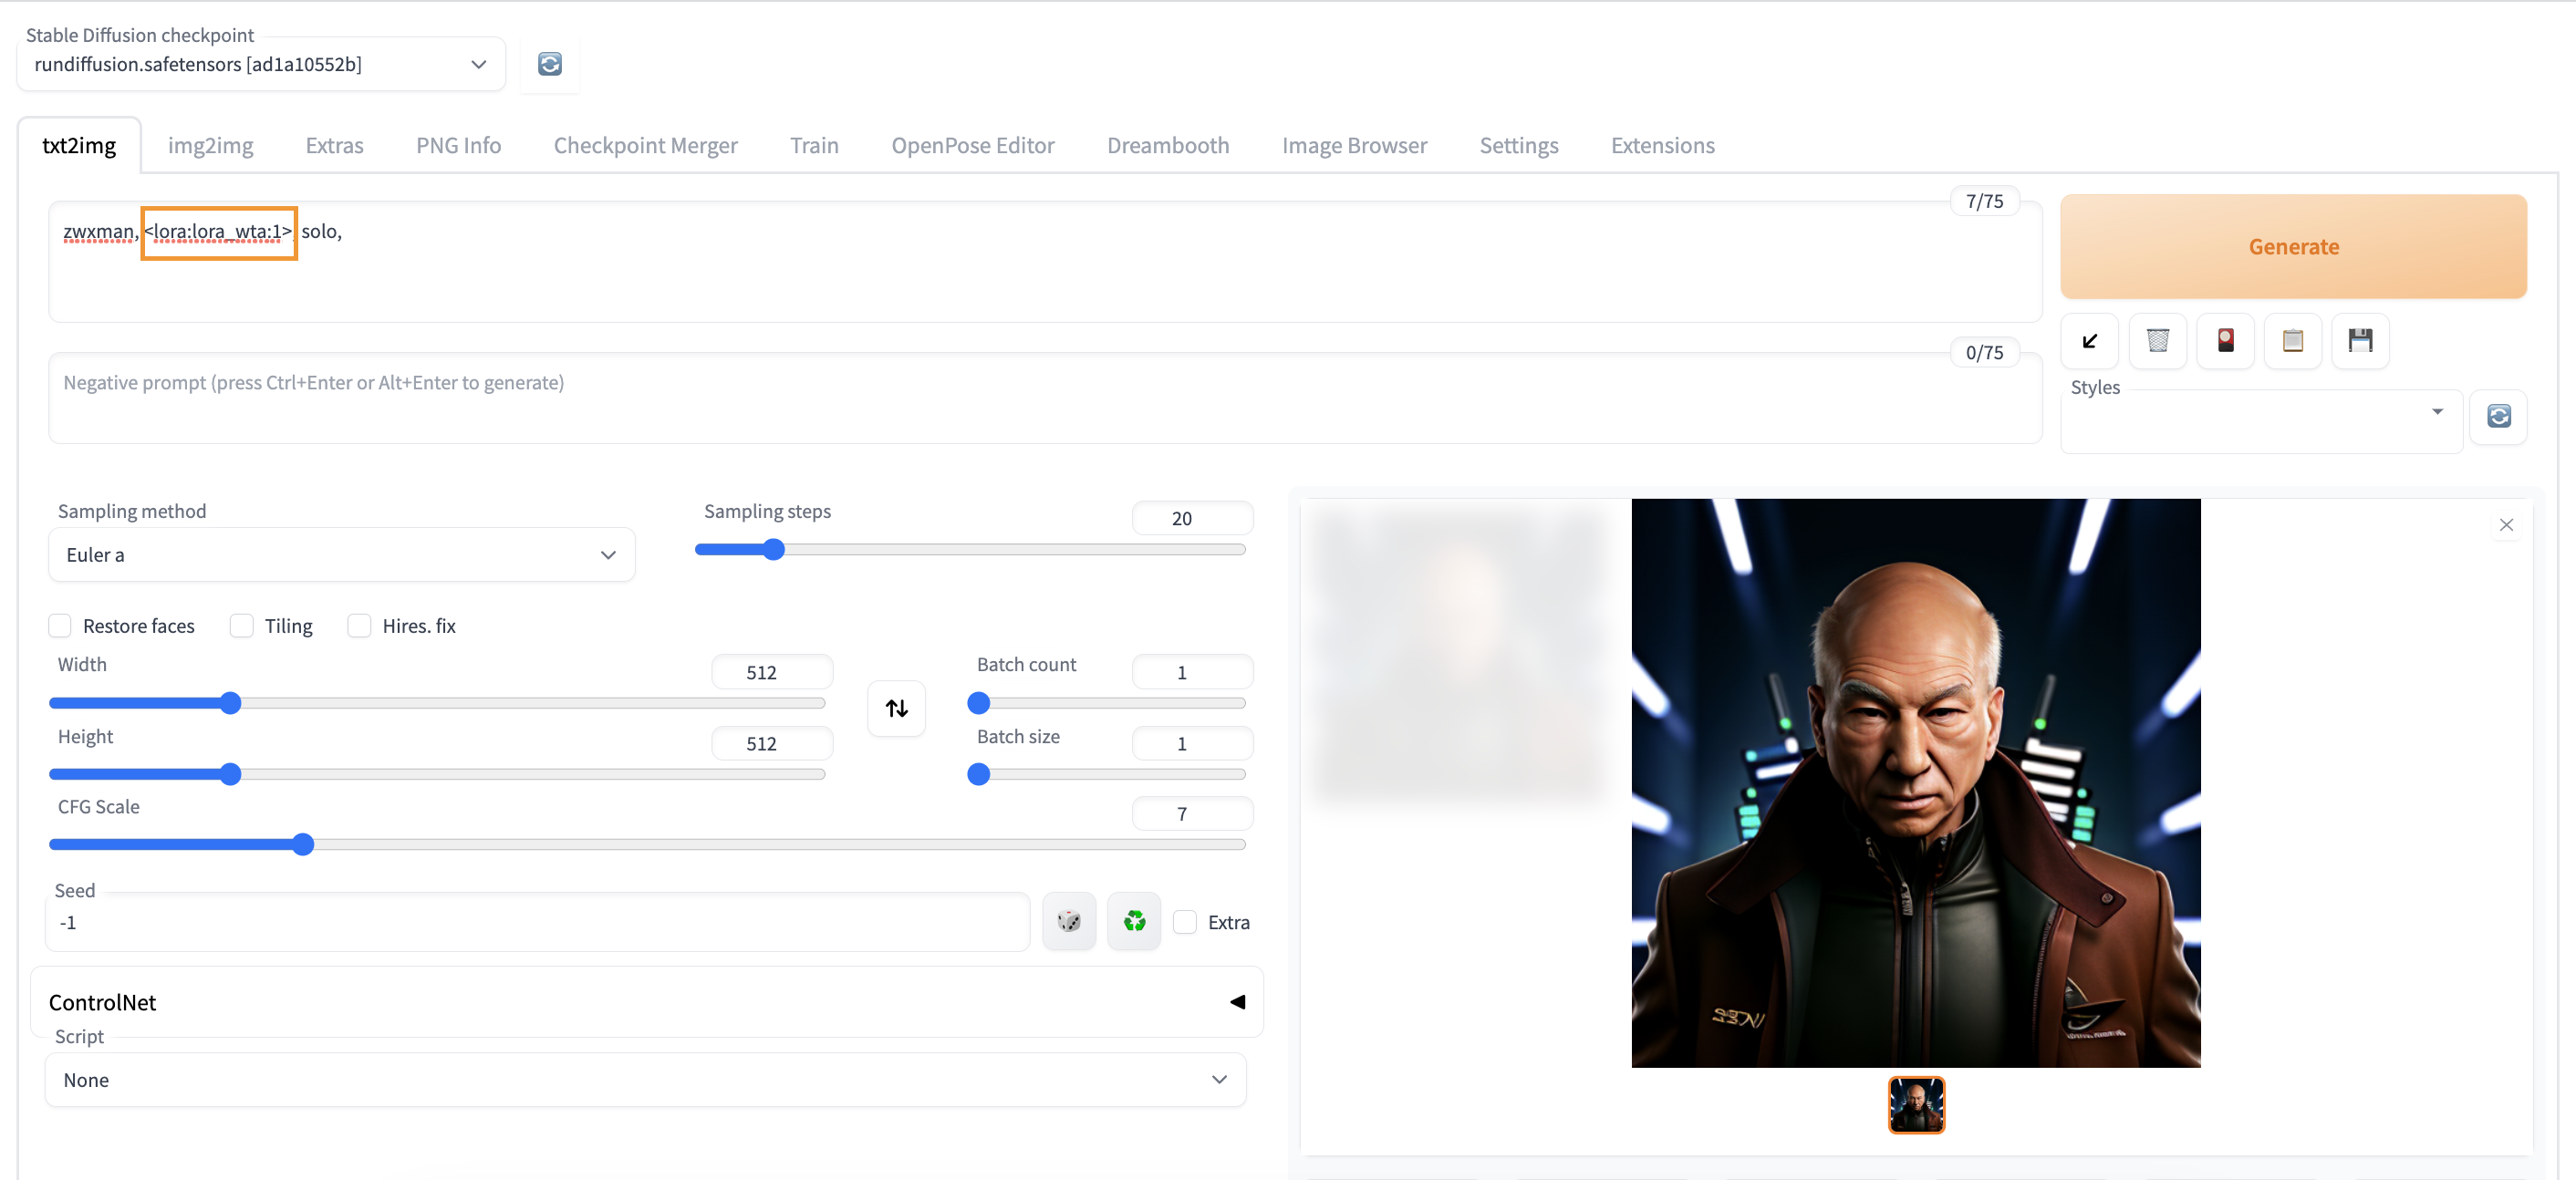 Stable Diffusion checkpoint
rundiffusion.safetensors [ad1a10552b]
txt2img img2img Extras PNG Info Checkpoint Merger Train OpenPose Editor Dreambooth Image Browser Settings Extensions
7/75
zwxman, <lora:lora_wta:1> solo,
Generate
0/75
Negative prompt (press Ctrl+Enter or Alt+Enter to generate)
Styles
Sampling method
Euler a
Sampling steps
20
Restore faces Tiling Hires. fix
Width
512
Batch count
1
Height
512
Batch size
1
CFG Scale
7
Seed
-1
Extra
ControlNet
Script
None